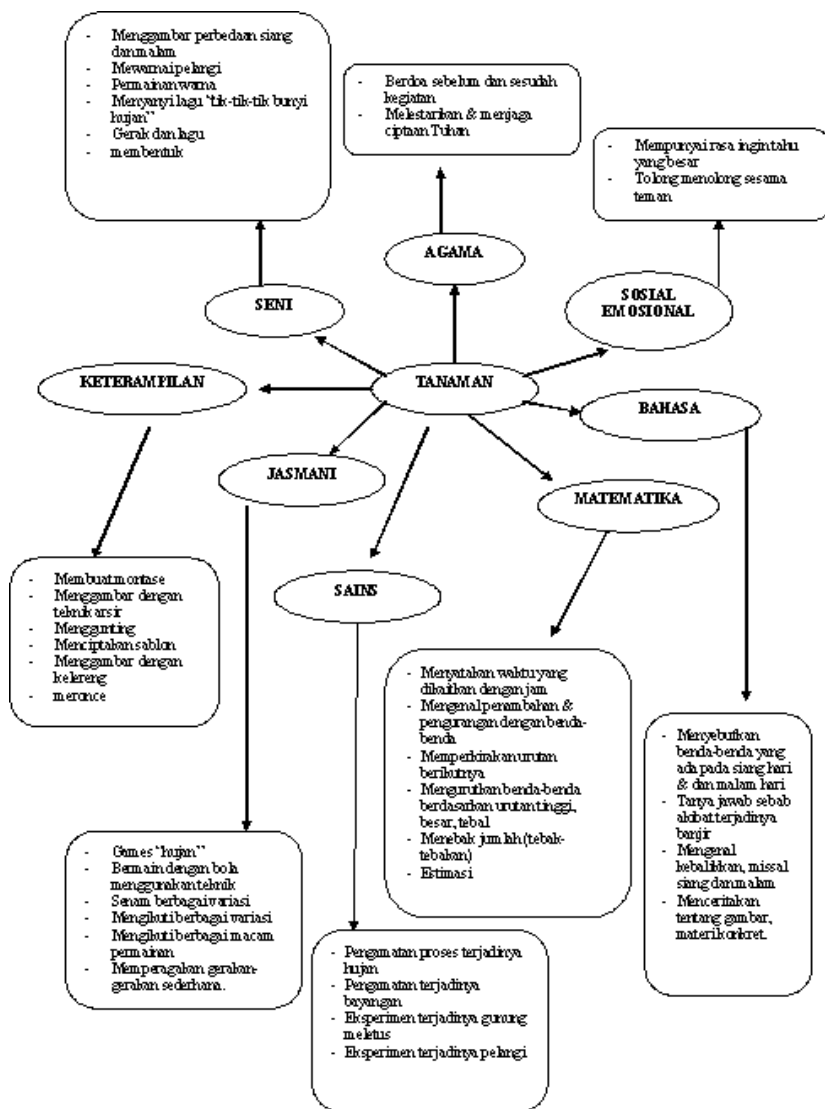 - Menggambar perbedaan siang
dan malam
- Mewarnai pelangi
- Permainan warna
- Menyanyi lagu "tik-tik-tik bunyi
hujan"
- Gerak dan lagu
- membentuk
- Berdoa sebelum dan sesudah
kegiatan
- Melestarikan & menjaga
ciptaan Tuhan
- Mempunyai rasa ingin tahu
yang besar
- Tolong menolong sesama
teman
AGAMA
SENI
SOSIAL
EMOSIONAL
KETERAMPILAN
TANAMAN
BAHASA
JASMANI
MATEMATIKA
SAINS
- Membuat montase
- Menggambar dengan
teknik arsir
- Menggunting
- Menciptakan sablon
- Menggambar dengan
kelereng
- meronce
- Menyatakan waktu yang
dikaitkan dengan jam
- Mengenal penambahan &
pengurangan dengan benda-
benda
- Memperkirakan urutan
berikutnya
- Mengurutkan benda-benda
berdasarkan urutan tinggi,
besar, tebal
- Menebak jumlah (tebak-
tebakan)
- Estimasi
- Menyebutkan
benda-benda yang
ada pada siang hari
& dan malam hari
- Tanya jawab sebab
akibat terjadinya
banjir
- Mengenal
kebalikkan, missal
siang dan malam
- Menceritakan
tentang gambar,
materi konkret.
- Games "hujan"
- Bermain dengan bola
menggunakan teknik
- Senam berbagai variasi
- Mengikuti berbagai variasi
- Mengikuti berbagai macam
permainan
- Memperagakan gerakan-
gerakan sederhana.
- Pengamatan proses terjadinya
hujan
- Pengamatan terjadinya
bayangan
- Eksperimen terjadinya gunung
meletus
- Eksperimen terjadinya pelangi